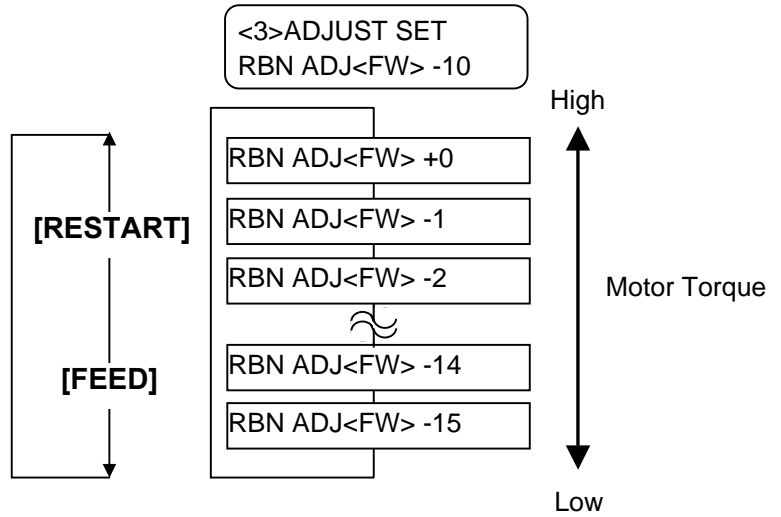 <3>ADJUST SET
RBN ADJ<FW> -10
High
RBN ADJ<FW> +0
RBN ADJ<FW> -1
[RESTART]
RBN ADJ<FW> -2
Motor Torque
RBN ADJ<FW> -14
[FEED]
RBN ADJ<FW> -15
Low